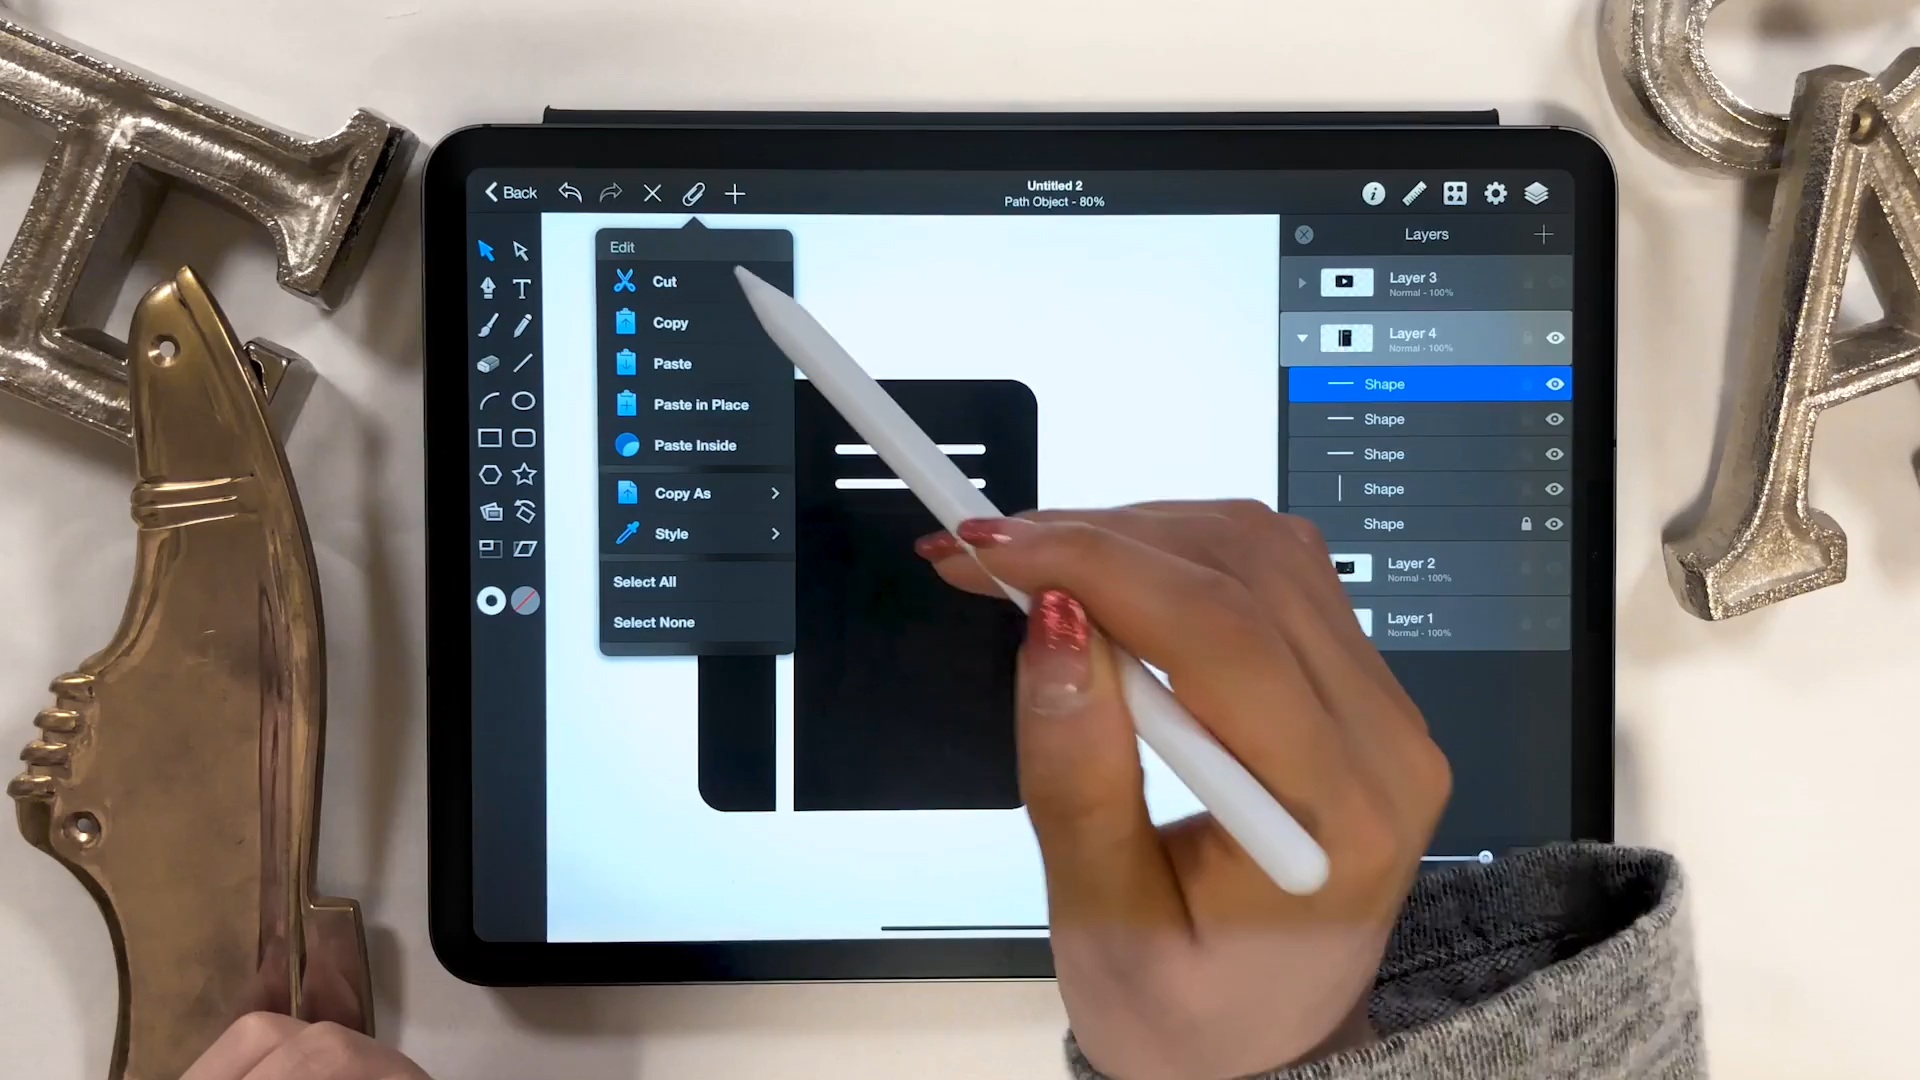 Back
Untitled 2
Path Object - 80%
Edit
Cut
Copy
Paste
Paste in Place
Paste Inside
Copy As
Style
Select All
Select None
Layers
Layer 3
Normal - 100%
Layer 4
Normal - 100%
Shape
Shape
Shape
Shape
Shape
Layer 2
Normal - 100%
Layer 1
Normal - 100%